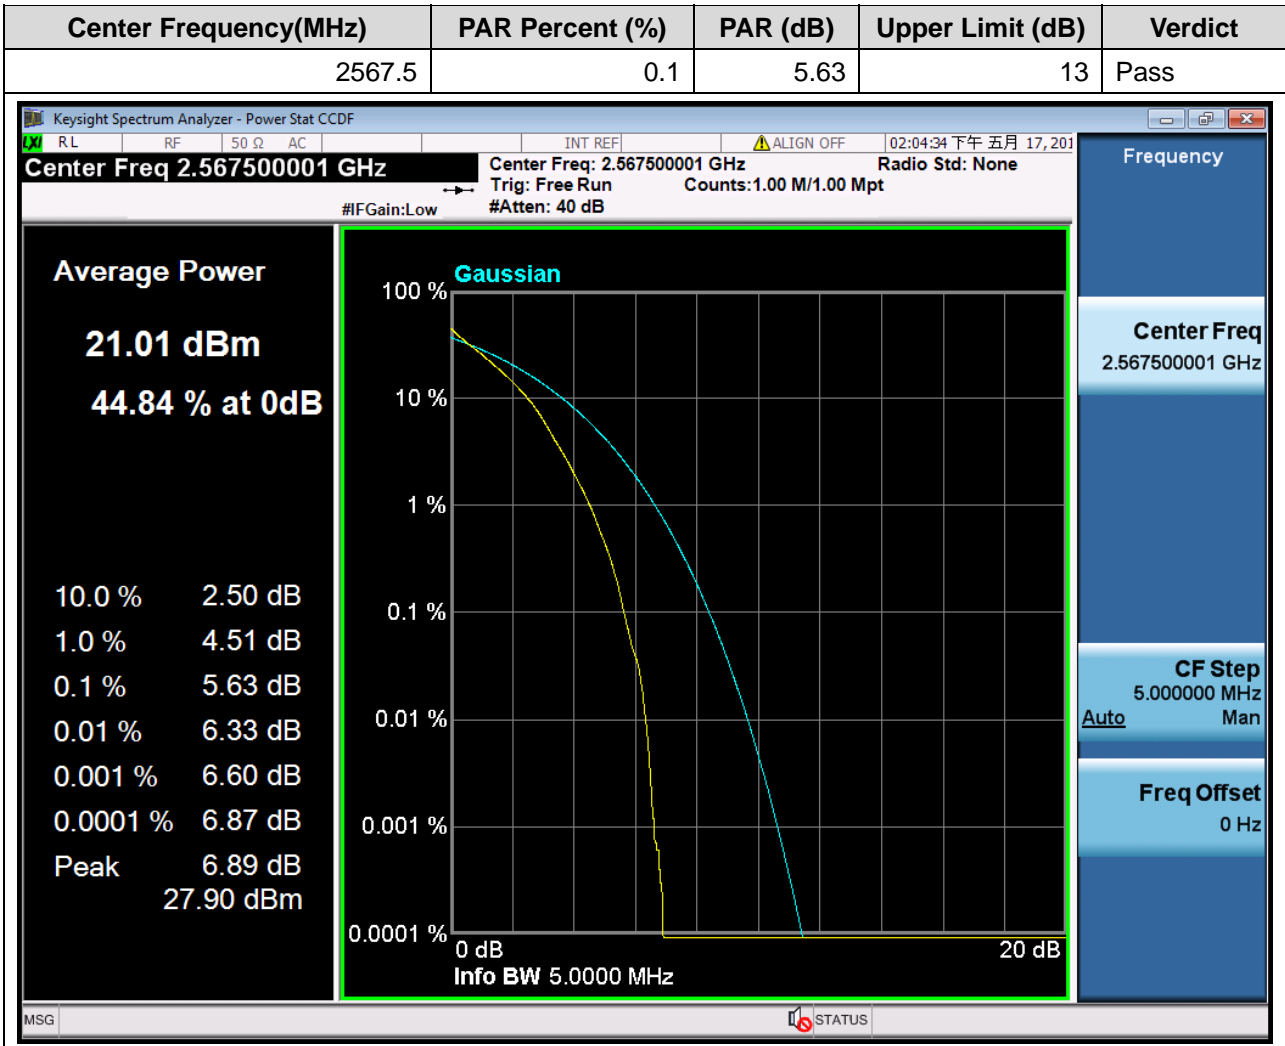 Center Frequency(MHz) PAR Percent (%) PAR (dB) Upper Limit (dB) Verdict
2567.5 0.1 5.63 13 Pass
Keysight Spectrum Analyzer - Power Stat CCDF
LXI RL RF 50 Ω AC INT REF ALIGN OFF 02:04:34 下午 五月 17, 201
Center Freq 2.567500001 GHz
Center Freq: 2.567500001 GHz Radio Std: None
Trig: Free Run Counts:1.00 M/1.00 Mpt
#IFGain:Low #Atten: 40 dB
Average Power
21.01 dBm
44.84 % at 0dB
10.0 % 2.50 dB
1.0 % 4.51 dB
0.1 % 5.63 dB
0.01 % 6.33 dB
0.001 % 6.60 dB
0.0001 % 6.87 dB
Peak 6.89 dB
27.90 dBm
Gaussian
100 %
10 %
1 %
0.1 %
0.01 %
0.001 %
0.0001 %
0 dB 20 dB
Info BW 5.0000 MHz
Frequency
Center Freq
2.567500001 GHz
CF Step
5.000000 MHz
Auto Man
Freq Offset
0 Hz
MSG STATUS